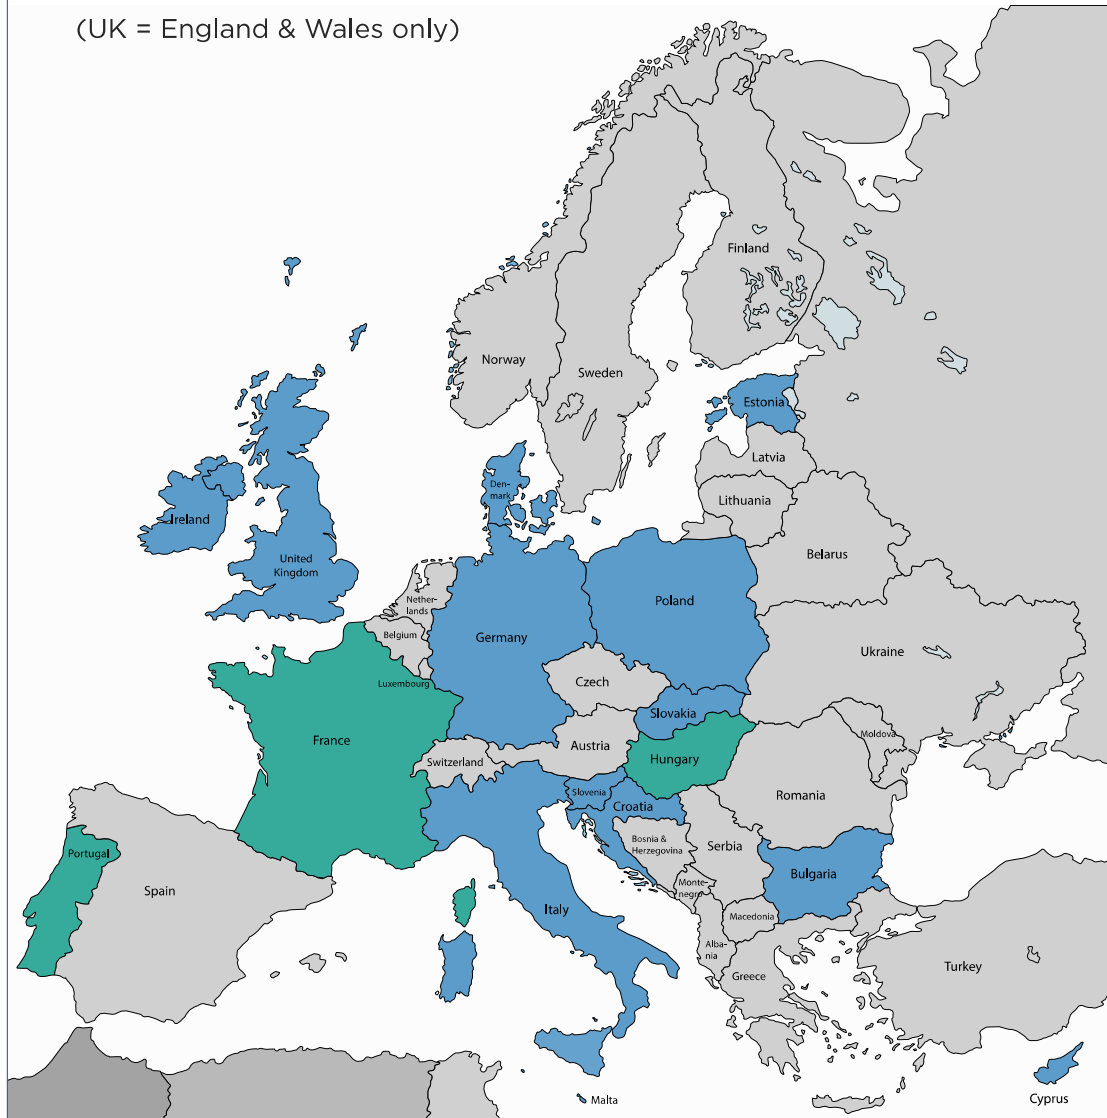 (UK = England & Wales only)
Finland
Norway
Sweden
Estonia
Latvia
Den-
mark
Lithuania
Ireland
Belarus
United
Kingdom
Nether-
lands
Poland
Belgium
Germany
Ukraine
Luxembourg
Czech
Slovakia
France
Moldova
Austria
Hungary
Switzerland
Slovenia
Romania
Croatia
Bosnia &
Herzegovina
Serbia
Portugal
Bulgaria
Spain
Monte-
negro
Italy
Macedonia
Alba-
nia
Turkey
Greece
Malta
Cyprus